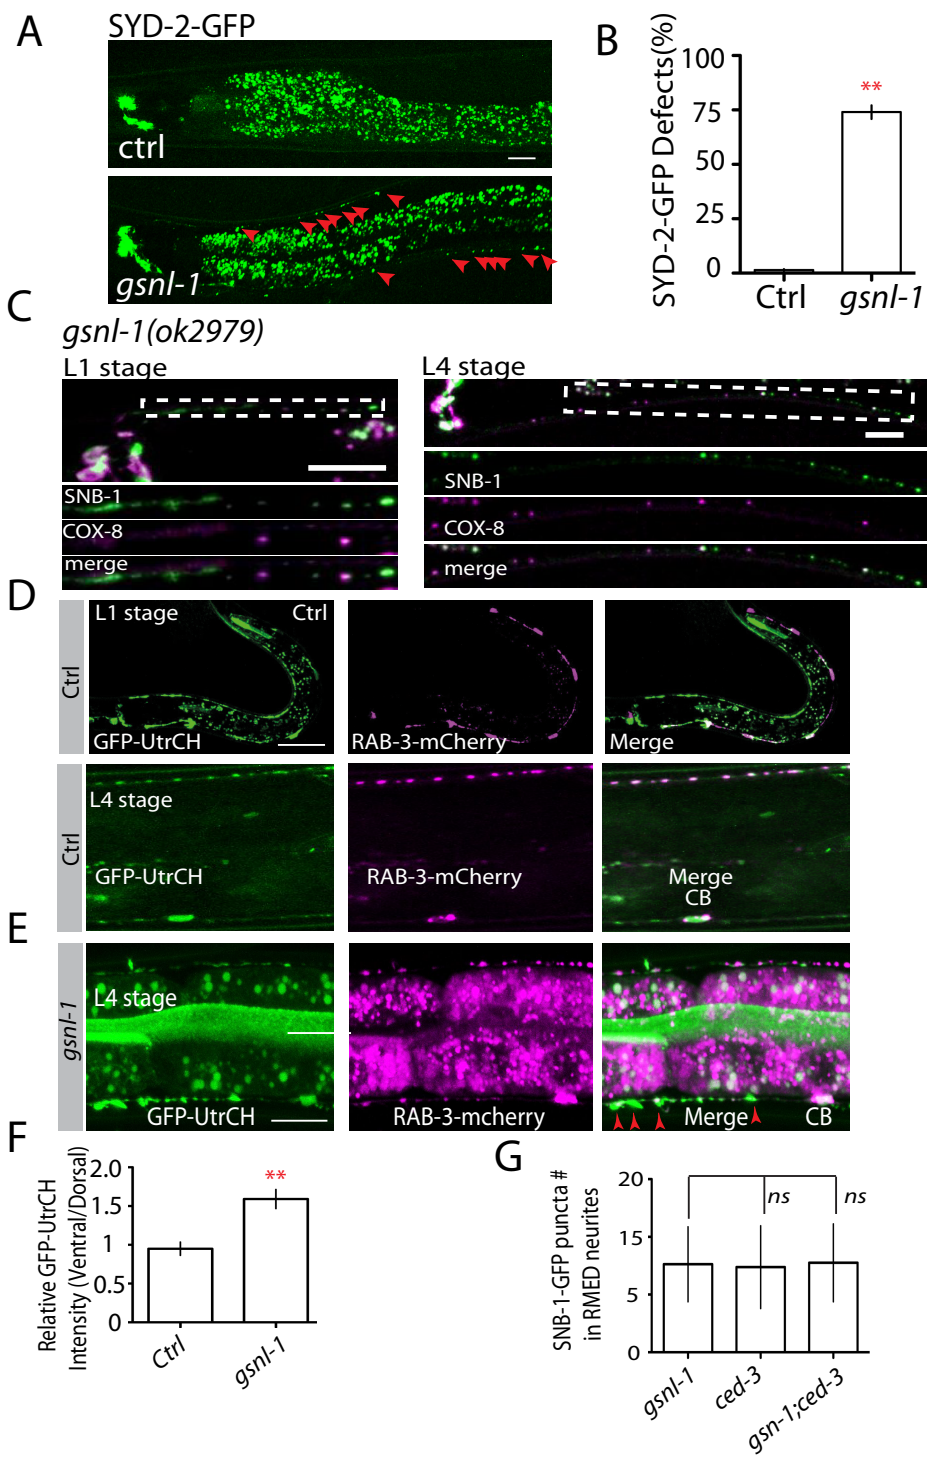 A
SYD-2-GFP
ctrl
gsnl-1
B
SYD-2-GFP Defects(%)
100
75
50
25
0
**
Ctrl
gsnl-1
C
gsnl-1(ok2979)
L1 stage
SNB-1
COX-8
merge
L4 stage
SNB-1
COX-8
merge
D
Ctrl
L1 stage
Ctrl
GFP-UtrCH
RAB-3-mCherry
Merge
Ctrl
L4 stage
GFP-UtrCH
RAB-3-mCherry
Merge
CB
E
gsnl-1
L4 stage
GFP-UtrCH
RAB-3-mcherry
Merge
CB
F
Relative GFP-UtrCH
Intensity (Ventral/Dorsal)
2.0
1.5
1
0.5
0
**
Ctrl
gsnl-1
G
SNB-1-GFP puncta #
in RMED neurites
20
15
5
0
ns
ns
gsnl-1
ced-3
gsn-1;ced-3